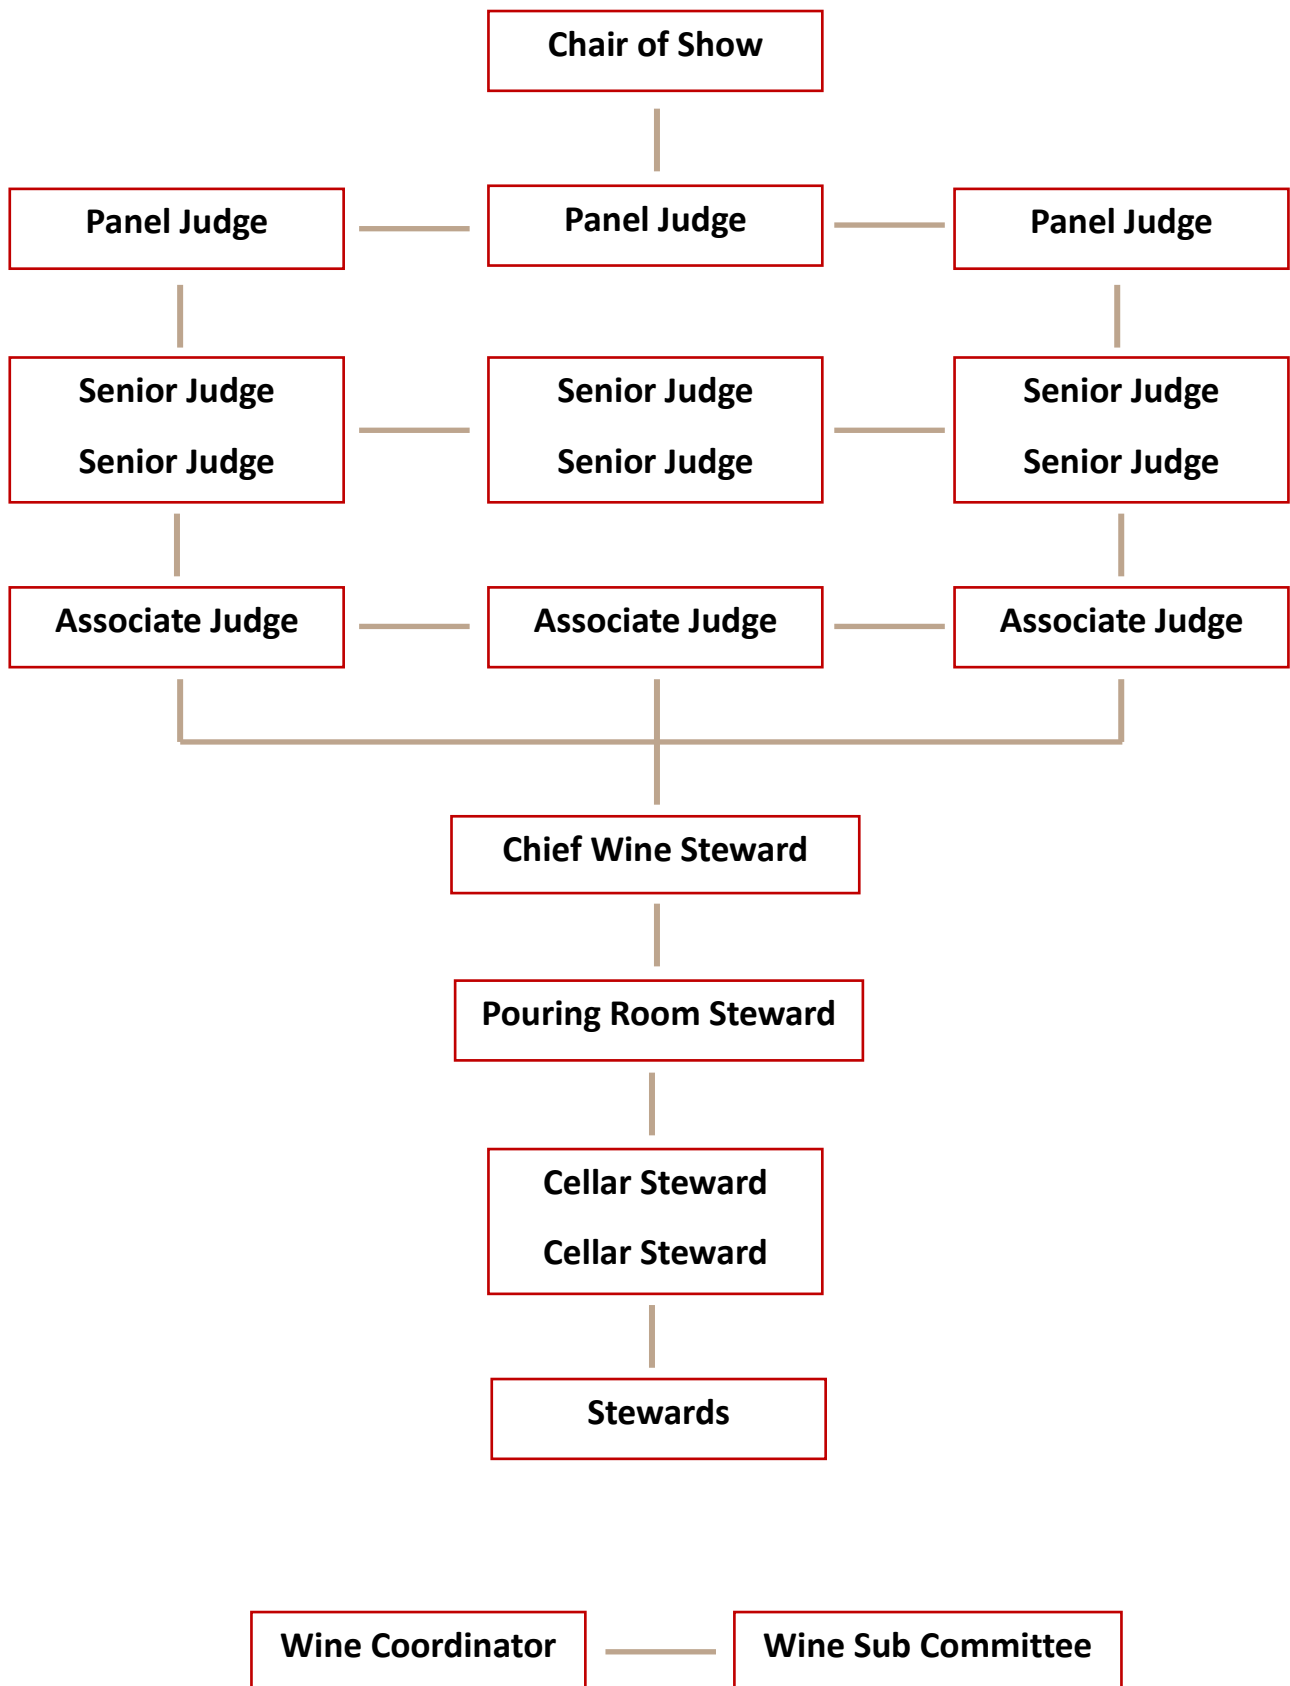 Chair of Show
Panel Judge
Panel Judge
Panel Judge
Senior Judge
Senior Judge
Senior Judge
Senior Judge
Senior Judge
Senior Judge
Associate Judge
Associate Judge
Associate Judge
Chief Wine Steward
Pouring Room Steward
Cellar Steward
Cellar Steward
Stewards
Wine Coordinator
Wine Sub Committee